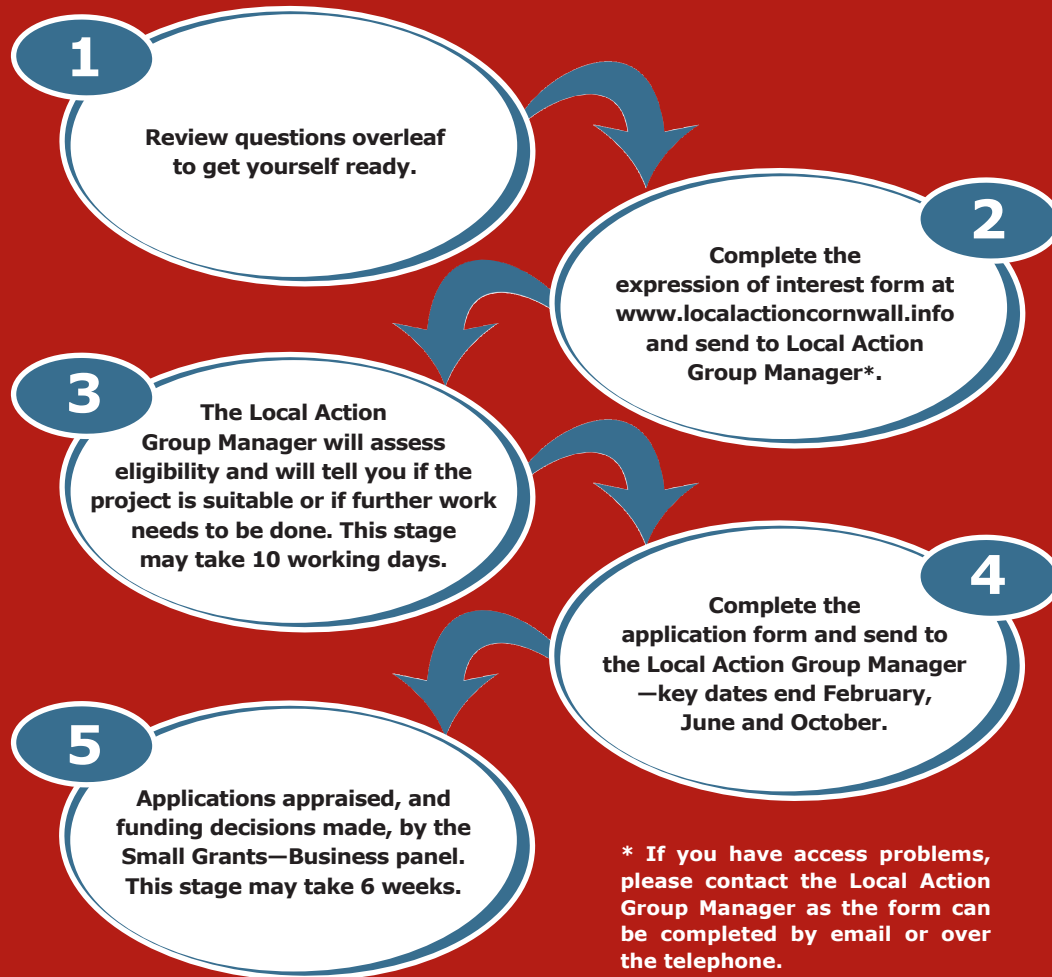 1
Review questions overleaf
to get yourself ready.
2
Complete the
expression of interest form at
www.localactioncornwall.info
and send to Local Action
Group Manager*.
3
The Local Action
Group Manager will assess
eligibility and will tell you if the
project is suitable or if further work
needs to be done. This stage
may take 10 working days.
4
Complete the
application form and send to
the Local Action Group Manager
—key dates end February,
June and October.
5
Applications appraised, and
funding decisions made, by the
Small Grants—Business panel.
This stage may take 6 weeks.
* If you have access problems,
please contact the Local Action
Group Manager as the form can
be completed by email or over
the telephone.